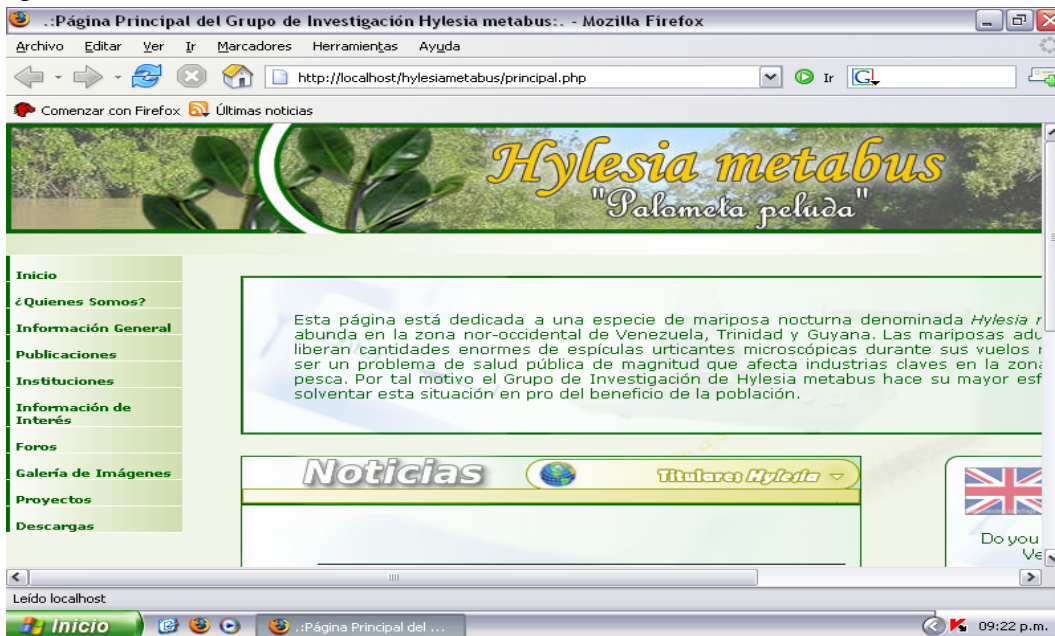 .:Página Principal del Grupo de Investigación Hylesia metabus:. - Mozilla Firefox
Archivo Editar Ver Ir Marcadores Herramientas Ayuda
http://localhost/hylesiametabus/principal.php Ir G
Comenzar con Firefox Últimas noticias
Hylesia metabus
"Palometa peluda"
Inicio
¿Quienes Somos?
Información General
Publicaciones
Instituciones
Información de
Interés
Foros
Galería de Imágenes
Proyectos
Descargas
Esta página está dedicada a una especie de mariposa nocturna denominada Hylesia
abunda en la zona nor-occidental de Venezuela, Trinidad y Guyana. Las mariposas
liberan cantidades enormes de espículas urticantes microscópicas durante sus vuelos
ser un problema de salud pública de magnitud que afecta industrias claves en la
pesca. Por tal motivo el Grupo de Investigación de Hylesia metabus hace su mayor
solventar esta situación en pro del beneficio de la población.
Noticias Titulares Hylesia
Do you
Leído localhost
Inicio .:Página Principal del ... 09:22 p.m.